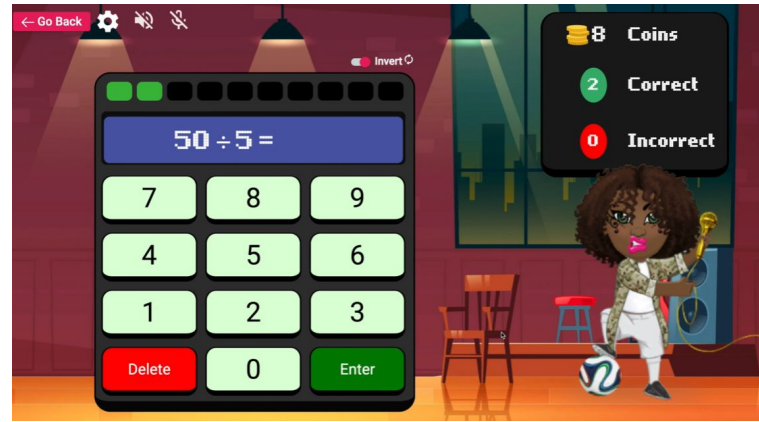 ← Go Back
Invert
50÷5=
7 8 9
4 5 6
1 2 3
Delete 0 Enter
8 Coins
2 Correct
0 Incorrect